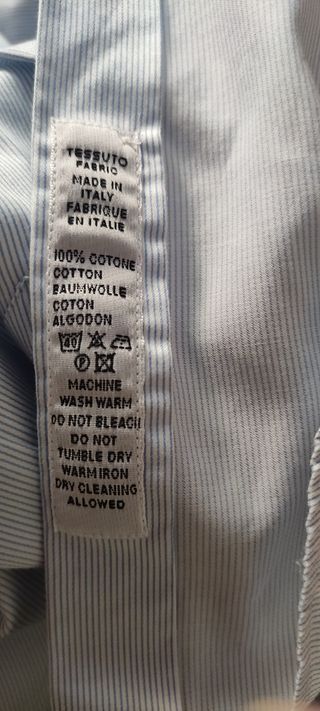 TESSUTO
FABRIC
MADE IN
ITALY
FABRIQUE
EN ITALIE
100% COTONE
COTTON
BAUMWOLLE
COTON
ALGODON
40
P
MACHINE
WASH WARM
DO NOT BLEACH
DO NOT
TUMBLE DRY
WARM IRON
DRY CLEANING
ALLOWED